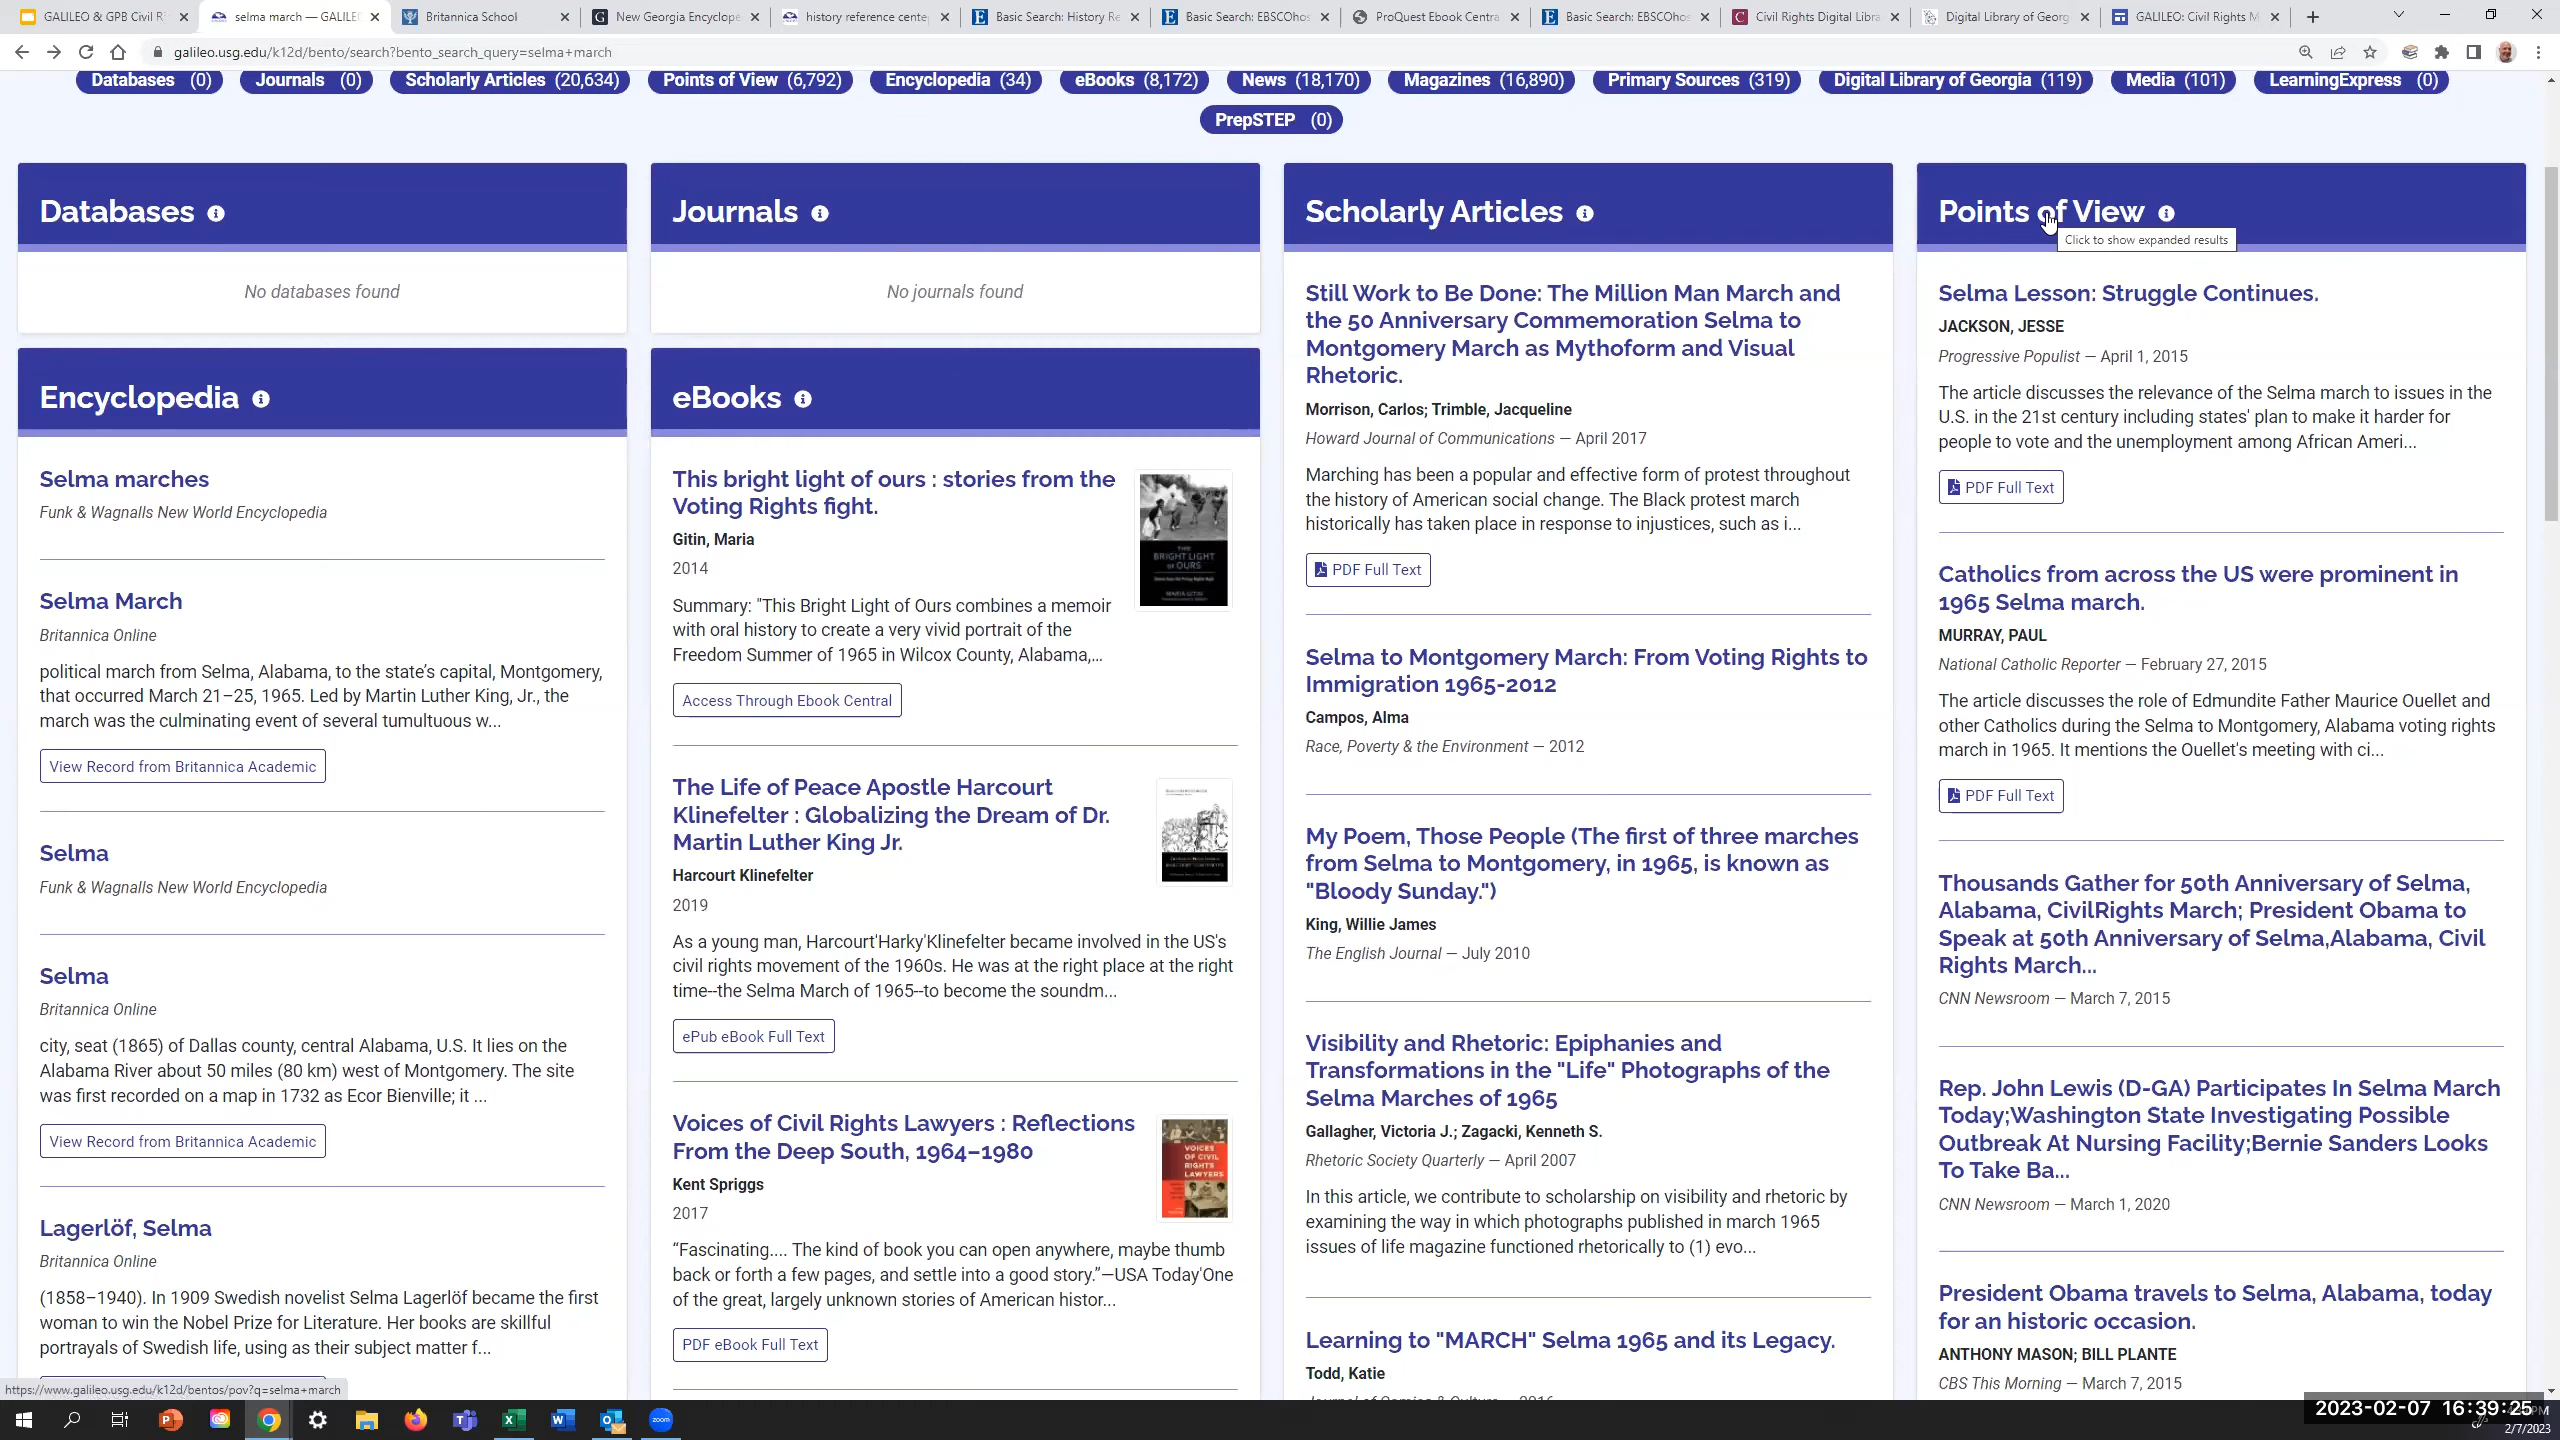 GALILEO & GPB Civil R
selma march — GALILE
Britannica School
New Georgia Encyclope
history reference cente
Basic Search: History Re
Basic Search: EBSCOhos
ProQuest Ebook Centra
Basic Search: EBSCOhos
Civil Rights Digital Libra
Digital Library of Georg
GALILEO: Civil Rights M
galileo.usg.edu/k12d/bento/search?bento_search_query=selma+march
Databases (0)
Journals (0)
Scholarly Articles (20,634)
Points of View (6,792)
Encyclopedia (34)
eBooks (8,172)
News (18,170)
Magazines (16,890)
Primary Sources (319)
Digital Library of Georgia (119)
Media (101)
LearningExpress (0)
PrepSTEP (0)
Databases
No databases found
Encyclopedia
Selma marches
Funk & Wagnalls New World Encyclopedia
Selma March
Britannica Online
political march from Selma, Alabama, to the state's capital, Montgomery,
that occurred March 21–25, 1965. Led by Martin Luther King, Jr., the
march was the culminating event of several tumultuous w...
View Record from Britannica Academic
Selma
Funk & Wagnalls New World Encyclopedia
Selma
Britannica Online
city, seat (1865) of Dallas county, central Alabama, U.S. It lies on the
Alabama River about 50 miles (80 km) west of Montgomery. The site
was first recorded on a map in 1732 as Ecor Bienville; it ...
View Record from Britannica Academic
Lagerlöf, Selma
Britannica Online
(1858–1940). In 1909 Swedish novelist Selma Lagerlöf became the first
woman to win the Nobel Prize for Literature. Her books are skillful
portrayals of Swedish life, using as their subject matter f...
Journals
No journals found
eBooks
This bright light of ours : stories from the
Voting Rights fight.
Gitin, Maria
2014
Summary: "This Bright Light of Ours combines a memoir
with oral history to create a very vivid portrait of the
Freedom Summer of 1965 in Wilcox County, Alabama,...
Access Through Ebook Central
THIS
BRIGHT LIGHT
OF OURS
MARIA GITIN
The Life of Peace Apostle Harcourt
Klinefelter : Globalizing the Dream of Dr.
Martin Luther King Jr.
Harcourt Klinefelter
2019
As a young man, Harcourt'Harky'Klinefelter became involved in the US's
civil rights movement of the 1960s. He was at the right place at the right
time--the Selma March of 1965--to become the soundm...
ePub eBook Full Text
Voices of Civil Rights Lawyers : Reflections
From the Deep South, 1964–1980
Kent Spriggs
2017
"Fascinating.... The kind of book you can open anywhere, maybe thumb
back or forth a few pages, and settle into a good story."—USA Today'One
of the great, largely unknown stories of American histor...
PDF eBook Full Text
VOICES
OF CIVIL
RIGHTS
LAWYERS
Scholarly Articles
Still Work to Be Done: The Million Man March and
the 50 Anniversary Commemoration Selma to
Montgomery March as Mythoform and Visual
Rhetoric.
Morrison, Carlos; Trimble, Jacqueline
Howard Journal of Communications — April 2017
Marching has been a popular and effective form of protest throughout
the history of American social change. The Black protest march
historically has taken place in response to injustices, such as i...
PDF Full Text
Selma to Montgomery March: From Voting Rights to
Immigration 1965-2012
Campos, Alma
Race, Poverty & the Environment — 2012
My Poem, Those People (The first of three marches
from Selma to Montgomery, in 1965, is known as
"Bloody Sunday.")
King, Willie James
The English Journal — July 2010
Visibility and Rhetoric: Epiphanies and
Transformations in the "Life" Photographs of the
Selma Marches of 1965
Gallagher, Victoria J.; Zagacki, Kenneth S.
Rhetoric Society Quarterly — April 2007
In this article, we contribute to scholarship on visibility and rhetoric by
examining the way in which photographs published in march 1965
issues of life magazine functioned rhetorically to (1) evo...
Learning to "MARCH" Selma 1965 and its Legacy.
Todd, Katie
Journal of Comics & Culture — 2016
Points of View
Click to show expanded results
Selma Lesson: Struggle Continues.
JACKSON, JESSE
Progressive Populist — April 1, 2015
The article discusses the relevance of the Selma march to issues in the
U.S. in the 21st century including states' plan to make it harder for
people to vote and the unemployment among African Ameri...
PDF Full Text
Catholics from across the US were prominent in
1965 Selma march.
MURRAY, PAUL
National Catholic Reporter — February 27, 2015
The article discusses the role of Edmundite Father Maurice Ouellet and
other Catholics during the Selma to Montgomery, Alabama voting rights
march in 1965. It mentions the Ouellet's meeting with ci...
PDF Full Text
Thousands Gather for 50th Anniversary of Selma,
Alabama, CivilRights March; President Obama to
Speak at 50th Anniversary of Selma,Alabama, Civil
Rights March...
CNN Newsroom — March 7, 2015
Rep. John Lewis (D-GA) Participates In Selma March
Today;Washington State Investigating Possible
Outbreak At Nursing Facility;Bernie Sanders Looks
To Take Ba...
CNN Newsroom — March 1, 2020
President Obama travels to Selma, Alabama, today
for an historic occasion.
ANTHONY MASON; BILL PLANTE
CBS This Morning — March 7, 2015
https://www.galileo.usg.edu/k12d/bentos/pov?q=selma+march
zoom
2023-02-07 16:39:25
2/7/2023